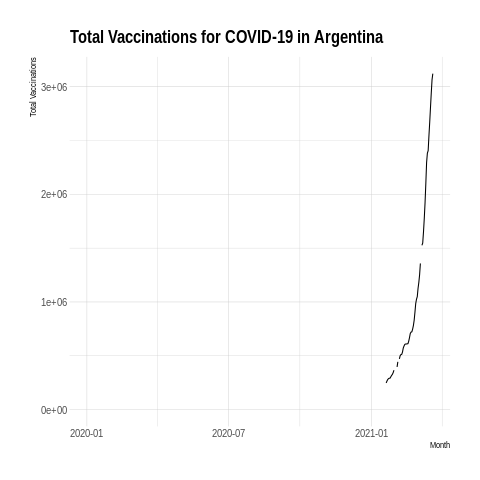 Total Vaccinations for COVID-19 in Argentina
Total Vaccinations
3e+06
2e+06
1e+06
0e+00
2020-01 2020-07 2021-01
Month